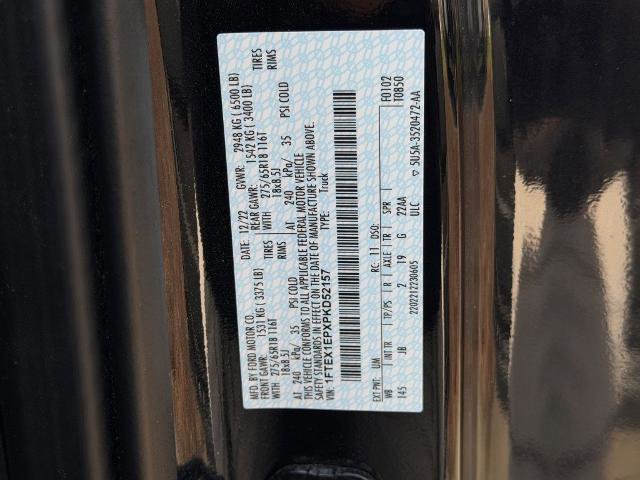 MFD. BY FORD MOTOR CO.
DATE: 12/22 GVWR: 2948 KG ( 6500 LB)
FRONT GAWR: 1531 KG ( 3375 LB) REAR GAWR: 1542 KG ( 3400 LB)
WITH 275/65R18 116T TIRES WITH 275/65R18 116T TIRES
18x8.5J RIMS 18x8.5J RIMS
AT 240 kPa/ 35 PSI COLD AT 240 kPa/ 35 PSI COLD
THIS VEHICLE CONFORMS TO ALL APPLICABLE FEDERAL MOTOR VEHICLE
SAFETY STANDARDS IN EFFECT ON THE DATE OF MANUFACTURE SHOWN ABOVE.
VIN: 1FTEX1EPXPKD52157 TYPE: Truck
F0102
T0850
EXT PNT: UM RC: 11 DSO:
WB INTR TP/PS R AXLE TR SPR
145 JB 2 19 G 22AA
2202212230605 ULC
▽ 5U5A-3520472-AA